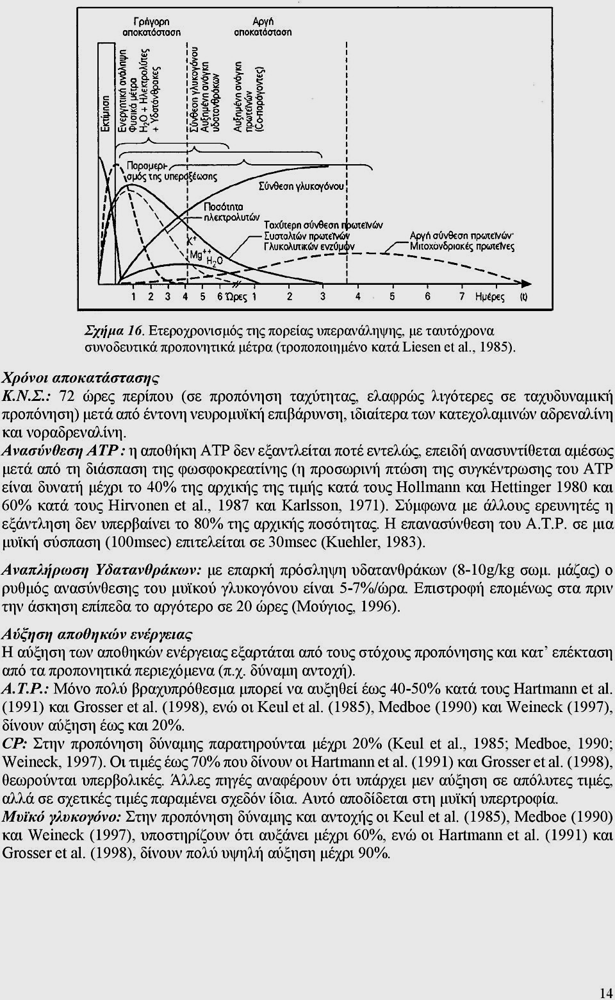 Γρήγορη
αποκατάσταση
Αργή
αποκατάσταση
Εκτίμηση
Ενεργητική ανάληψη
Φυσικά μέτρα
H₂O + Ηλεκτρολύτες
+ Υδατάνθρακες
Σύνθεση γλυκογόνου
Αυξημένη ανάγκη
υδατανθράκων
Αυξημένη ανάγκη
πρωτεϊνών
(Co-παράγοντες)
Παραμερι-
σμός της υπεροξέωσης
Σύνθεση γλυκογόνου
Ποσότητα
ηλεκτρολυτών
Ταχύτερη σύνθεση πρωτεϊνών
Συσταλτών πρωτεϊνών
Γλυκολυτικών ενζύμων
Αργή σύνθεση πρωτεϊνών·
Μιτοχονδριακές πρωτεΐνες
K⁺
Mg⁺⁺
H₂O
1 2 3 4 5 6 Ώρες 1 2 3 4 5 6 7 Ημέρες (t)
Σχήμα 16. Ετεροχρονισμός της πορείας υπερανάληψης, με ταυτόχρονα
συνοδευτικά προπονητικά μέτρα (τροποποιημένο κατά Liesen et al., 1985).
Χρόνοι αποκατάστασης
Κ.Ν.Σ.: 72 ώρες περίπου (σε προπόνηση ταχύτητας, ελαφρώς λιγότερες σε ταχυδυναμική
προπόνηση) μετά από έντονη νευρομυϊκή επιβάρυνση, ιδιαίτερα των κατεχολαμινών αδρεναλίνη
και νοραδρεναλίνη.
Ανασύνθεση ATP: η αποθήκη ATP δεν εξαντλείται ποτέ εντελώς, επειδή ανασυντίθεται αμέσως
μετά από τη διάσπαση της φωσφοκρεατίνης (η προσωρινή πτώση της συγκέντρωσης του ATP
είναι δυνατή μέχρι το 40% της αρχικής της τιμής κατά τους Hollmann και Hettinger 1980 και
60% κατά τους Hirvonen et al., 1987 και Karlsson, 1971). Σύμφωνα με άλλους ερευνητές η
εξάντληση δεν υπερβαίνει το 80% της αρχικής ποσότητας. Η επανασύνθεση του A.T.P. σε μια
μυϊκή σύσπαση (100msec) επιτελείται σε 30msec (Kuehler, 1983).
Αναπλήρωση Υδατανθράκων: με επαρκή πρόσληψη υδατανθράκων (8-10g/kg σωμ. μάζας) ο
ρυθμός ανασύνθεσης του μυϊκού γλυκογόνου είναι 5-7%/ώρα. Επιστροφή επομένως στα πριν
την άσκηση επίπεδα το αργότερο σε 20 ώρες (Μούγιος, 1996).
Αύξηση αποθηκών ενέργειας
Η αύξηση των αποθηκών ενέργειας εξαρτάται από τους στόχους προπόνησης και κατ’ επέκταση
από τα προπονητικά περιεχόμενα (π.χ. δύναμη αντοχή).
A.T.P.: Μόνο πολύ βραχυπρόθεσμα μπορεί να αυξηθεί έως 40-50% κατά τους Hartmann et al.
(1991) και Grosser et al. (1998), ενώ οι Keul et al. (1985), Medboe (1990) και Weineck (1997),
δίνουν αύξηση έως και 20%.
CP: Στην προπόνηση δύναμης παρατηρούνται μέχρι 20% (Keul et al., 1985; Medboe, 1990;
Weineck, 1997). Οι τιμές έως 70% που δίνουν οι Hartmann et al. (1991) και Grosser et al. (1998),
θεωρούνται υπερβολικές. Άλλες πηγές αναφέρουν ότι υπάρχει μεν αύξηση σε απόλυτες τιμές,
αλλά σε σχετικές τιμές παραμένει σχεδόν ίδια. Αυτό αποδίδεται στη μυϊκή υπερτροφία.
Μυϊκό γλυκογόνο: Στην προπόνηση δύναμης και αντοχής οι Keul et al. (1985), Medboe (1990)
και Weineck (1997), υποστηρίζουν ότι αυξάνει μέχρι 60%, ενώ οι Hartmann et al. (1991) και
Grosser et al. (1998), δίνουν πολύ υψηλή αύξηση μέχρι 90%.
14